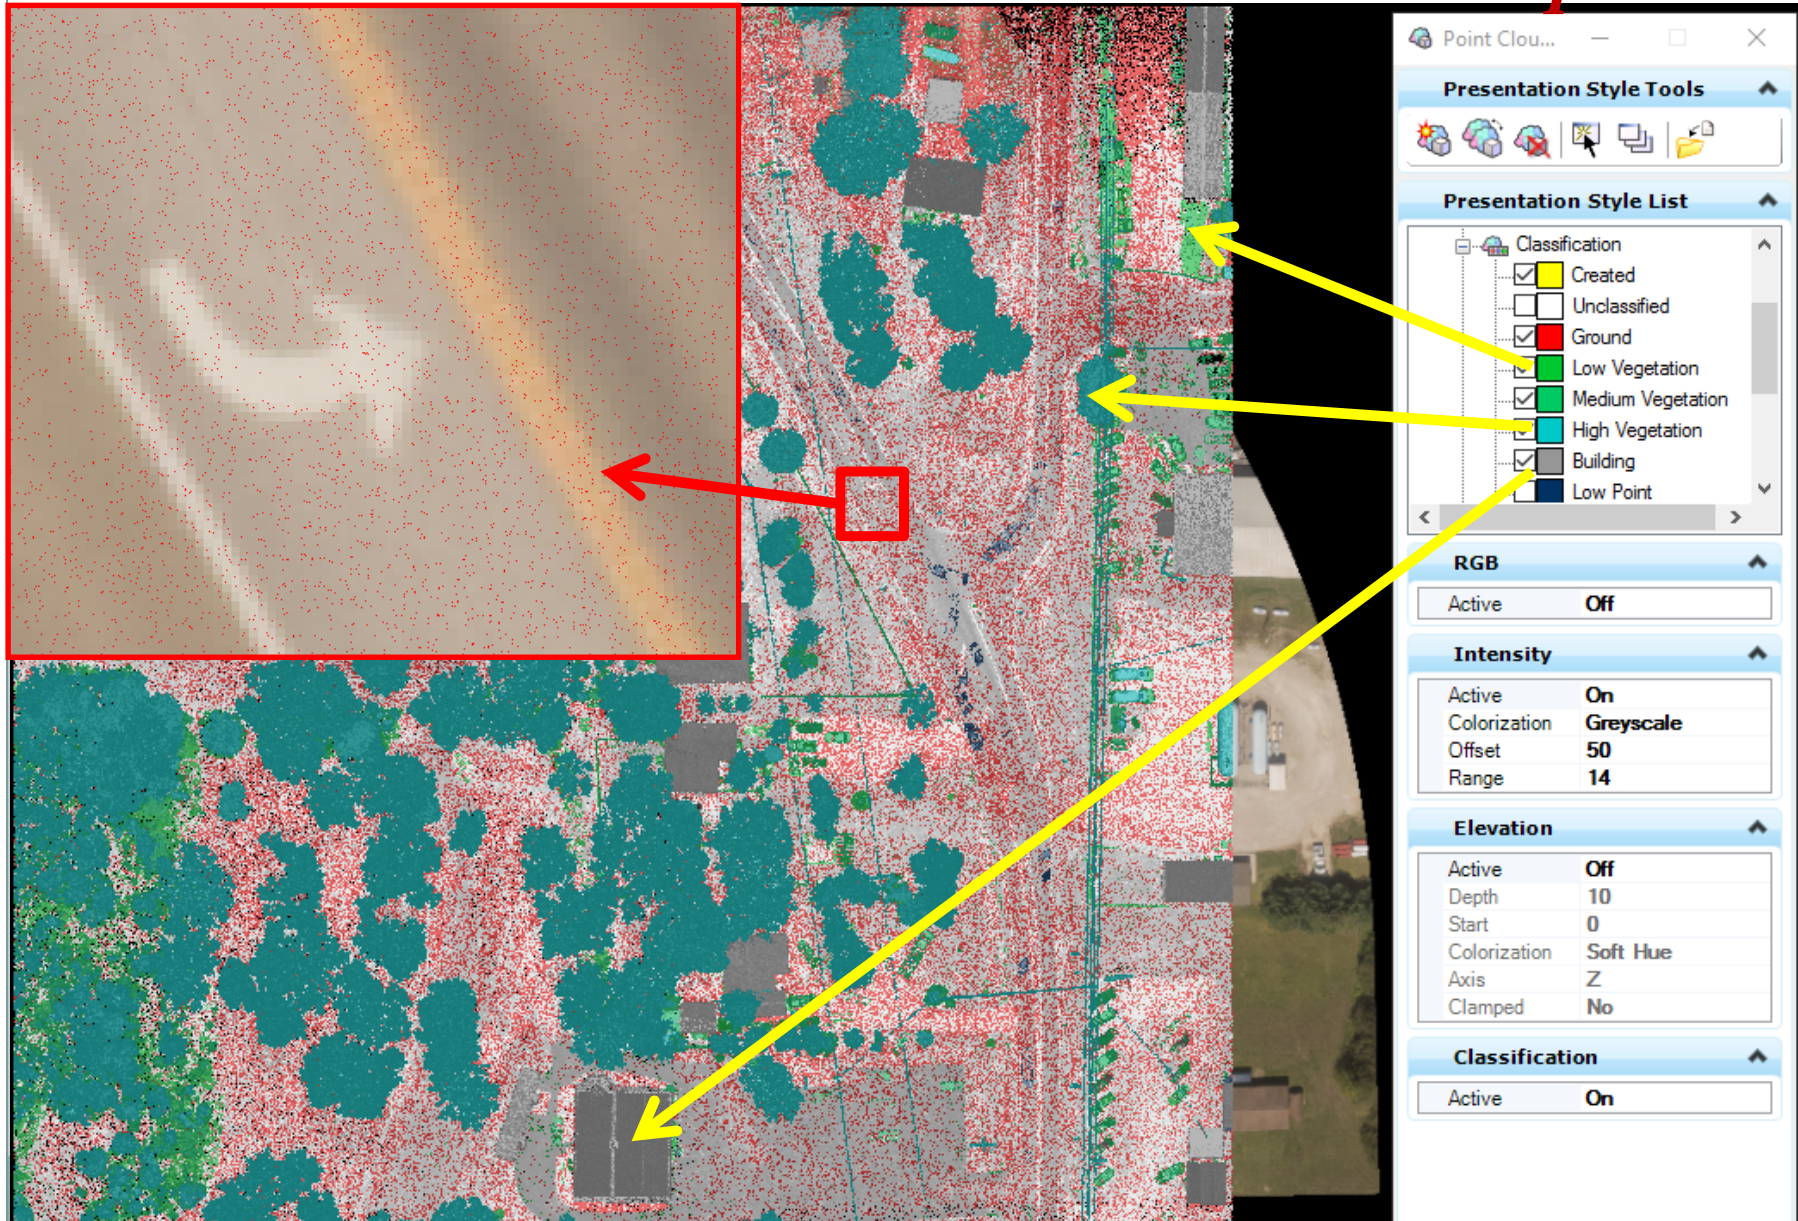 Point Clou...
Presentation Style Tools
Presentation Style List
Classification
Created
Unclassified
Ground
Low Vegetation
Medium Vegetation
High Vegetation
Building
Low Point
RGB
Active Off
Intensity
Active On
Colorization Greyscale
Offset 50
Range 14
Elevation
Active Off
Depth 10
Start 0
Colorization Soft Hue
Axis Z
Clamped No
Classification
Active On